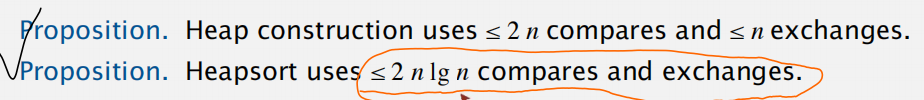 Proposition. Heap construction uses ≤ 2 n compares and ≤ n exchanges.
Proposition. Heapsort uses ≤ 2 n lg n compares and exchanges.